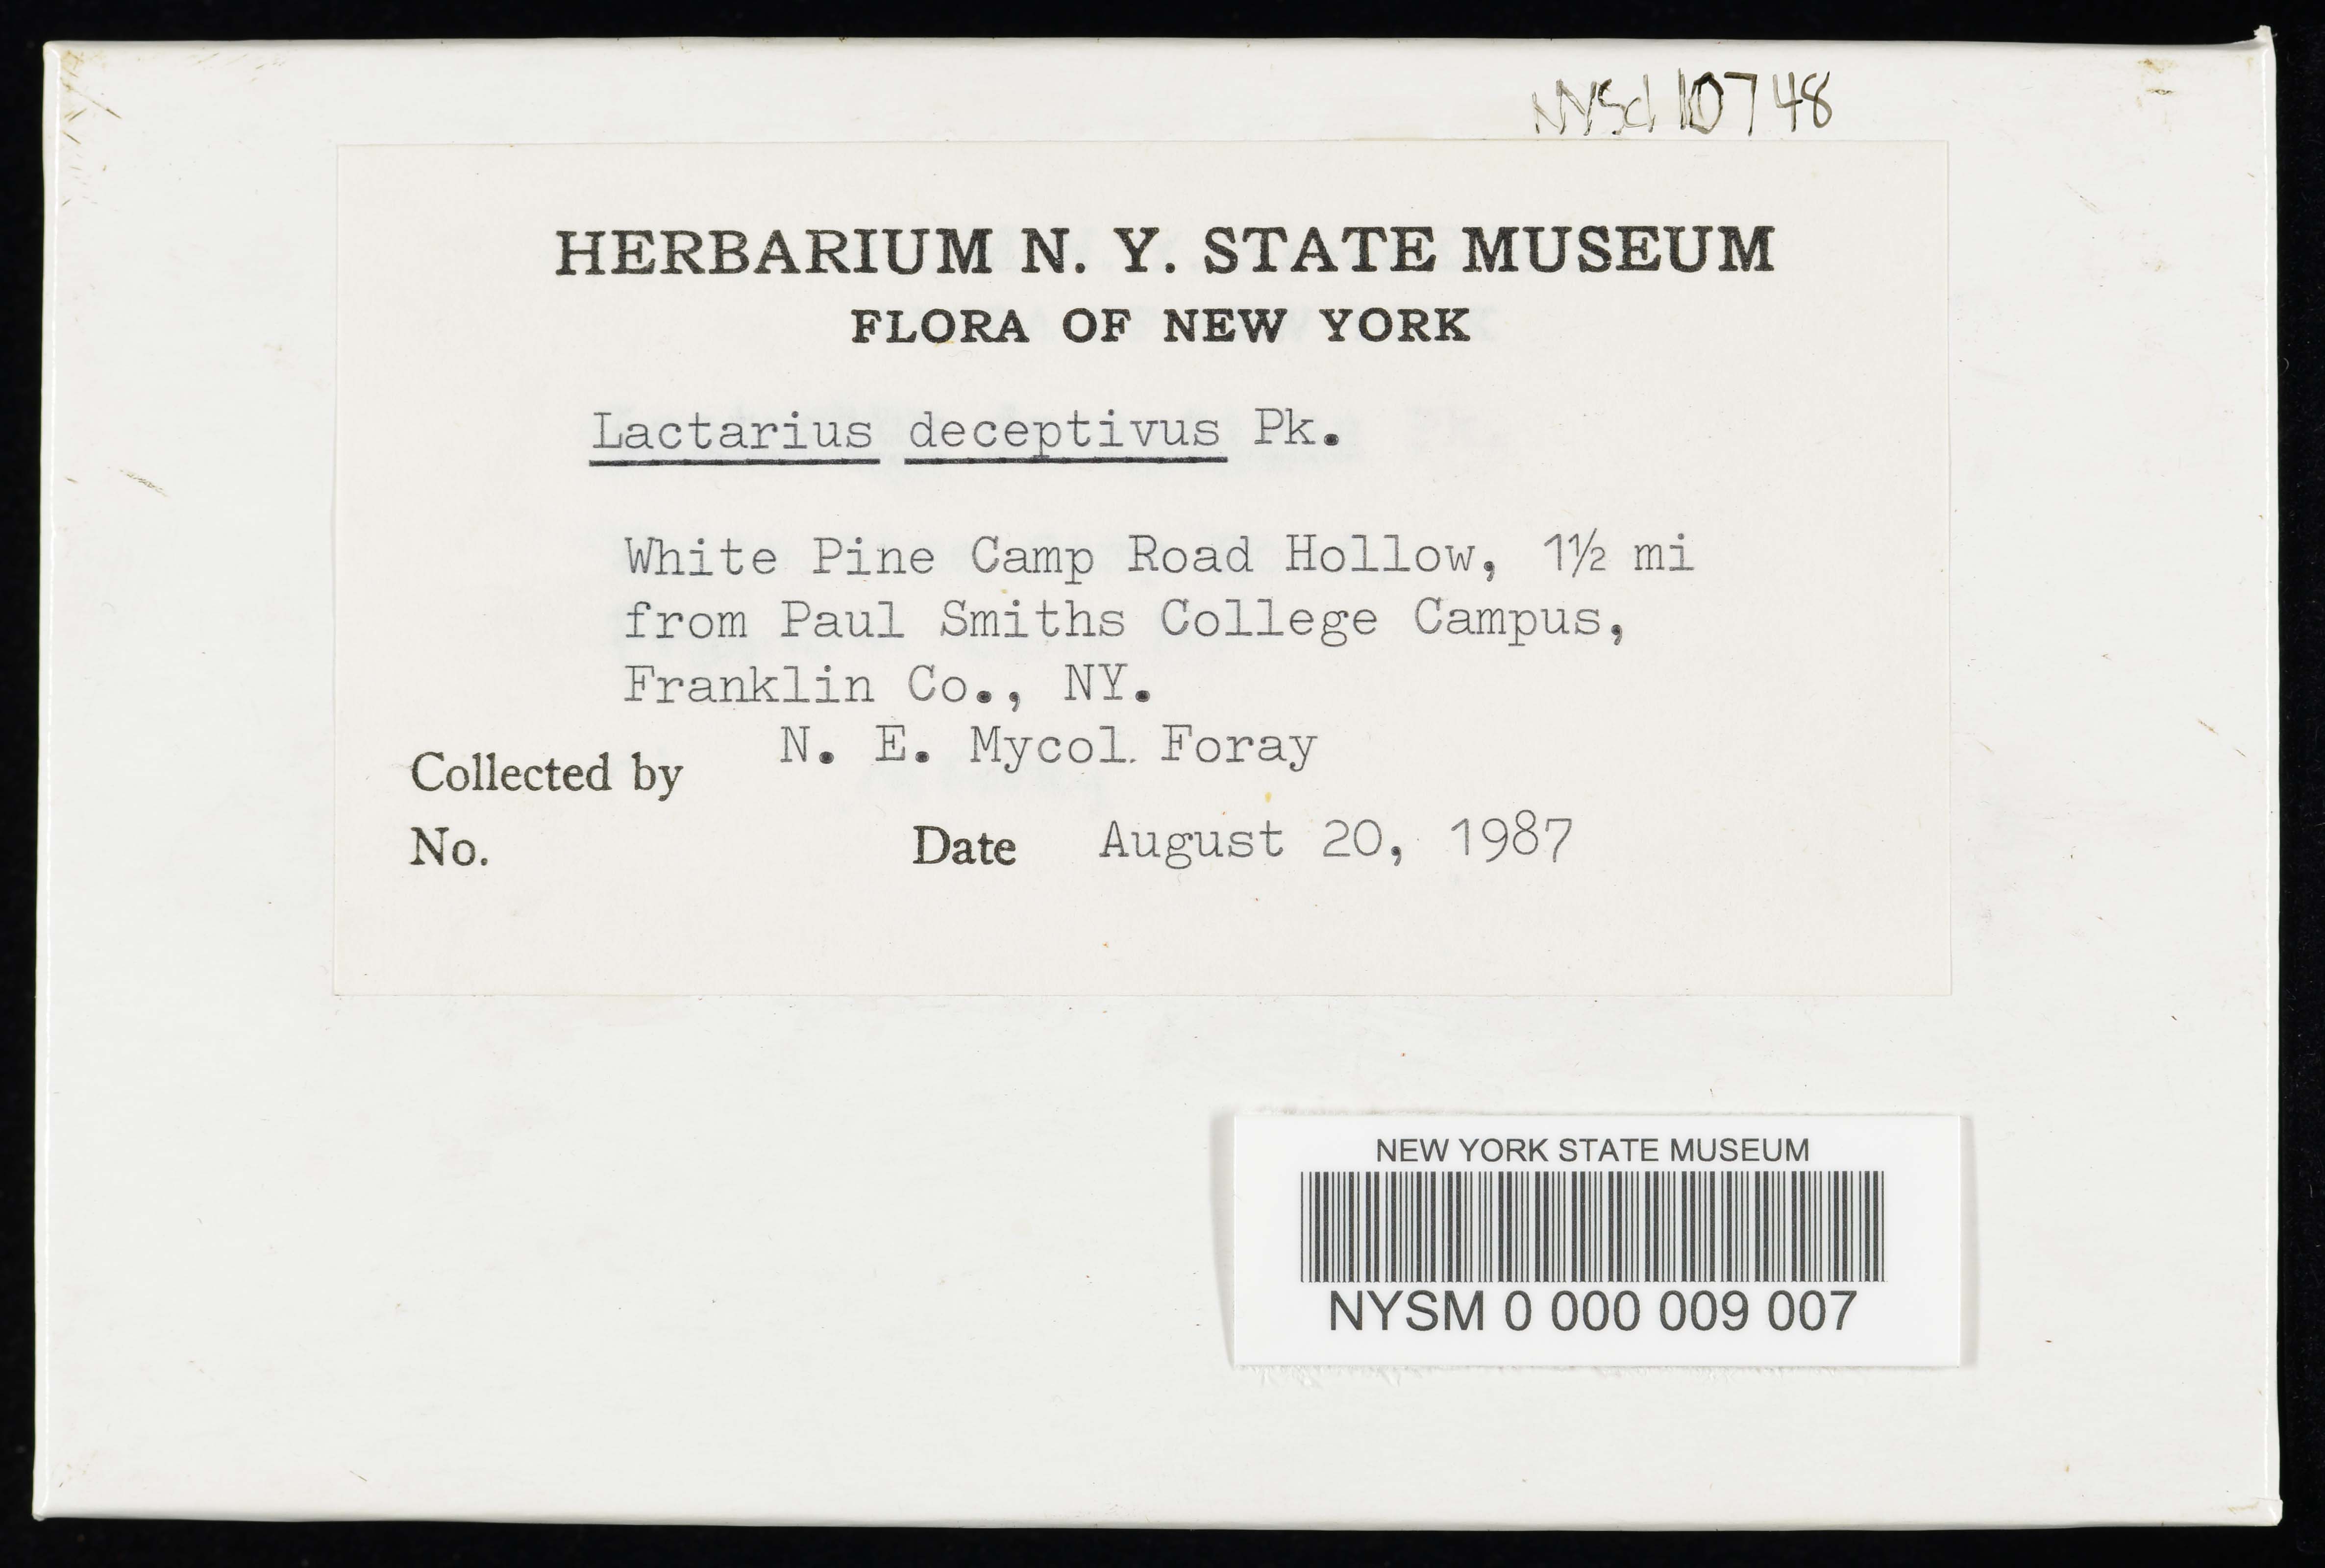 NYSd 10748
HERBARIUM N. Y. STATE MUSEUM
FLORA OF NEW YORK
Lactarius deceptivus Pk.
White Pine Camp Road Hollow, 1½ mi
from Paul Smiths College Campus,
Franklin Co., NY.
Collected by N. E. Mycol. Foray
No. Date August 20, 1987
NEW YORK STATE MUSEUM
NYSM 0 000 009 007